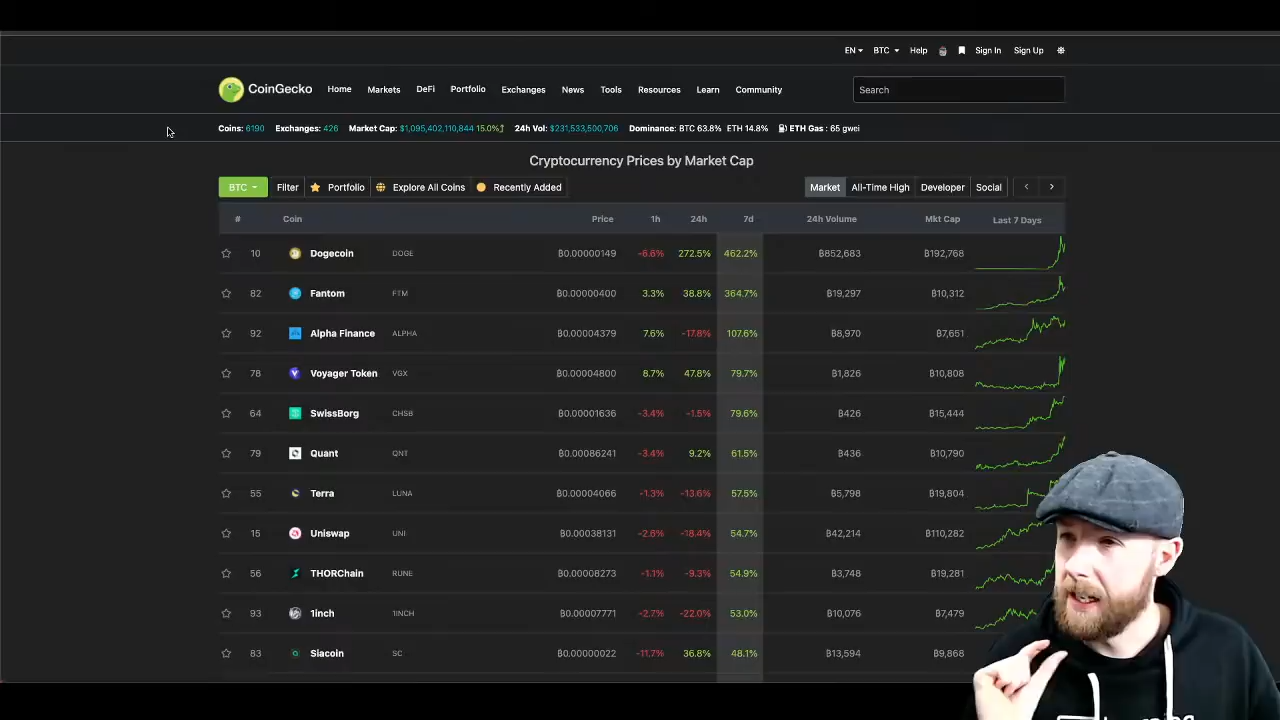 EN BTC Help Sign In Sign Up
CoinGecko Home Markets DeFi Portfolio Exchanges News Tools Resources Learn Community Search
Coins: 6190 Exchanges: 426 Market Cap: $1,095,402,110,844 15.0% 24h Vol: $231,533,500,706 Dominance: BTC 63.8% ETH 14.8% ETH Gas : 65 gwei
Cryptocurrency Prices by Market Cap
BTC Filter Portfolio Explore All Coins Recently Added Market All-Time High Developer Social
# Coin Price 1h 24h 7d 24h Volume Mkt Cap Last 7 Days
10 Dogecoin DOGE ₿0.00000149 -6.6% 272.5% 462.2% ₿852,683 ₿192,768
82 Fantom FTM ₿0.00000400 3.3% 38.8% 364.7% ₿19,297 ₿10,312
92 Alpha Finance ALPHA ₿0.00004379 7.6% -17.8% 107.6% ₿8,970 ₿7,651
78 Voyager Token VGX ₿0.00004800 8.7% 47.8% 79.7% ₿1,826 ₿10,808
64 SwissBorg CHSB ₿0.00001636 -3.4% -1.5% 79.6% ₿426 ₿15,444
79 Quant QNT ₿0.00086241 -3.4% 9.2% 61.5% ₿436 ₿10,790
55 Terra LUNA ₿0.00004066 -1.3% -13.6% 57.5% ₿5,798 ₿19,804
15 Uniswap UNI ₿0.00038131 -2.6% -18.4% 54.7% ₿42,214 ₿110,282
56 THORChain RUNE ₿0.00008273 -1.1% -9.3% 54.9% ₿3,748 ₿19,281
93 1inch 1INCH ₿0.00007771 -2.7% -22.0% 53.0% ₿10,076 ₿7,479
83 Siacoin SC ₿0.00000022 -11.7% 36.8% 48.1% ₿13,594 ₿9,868